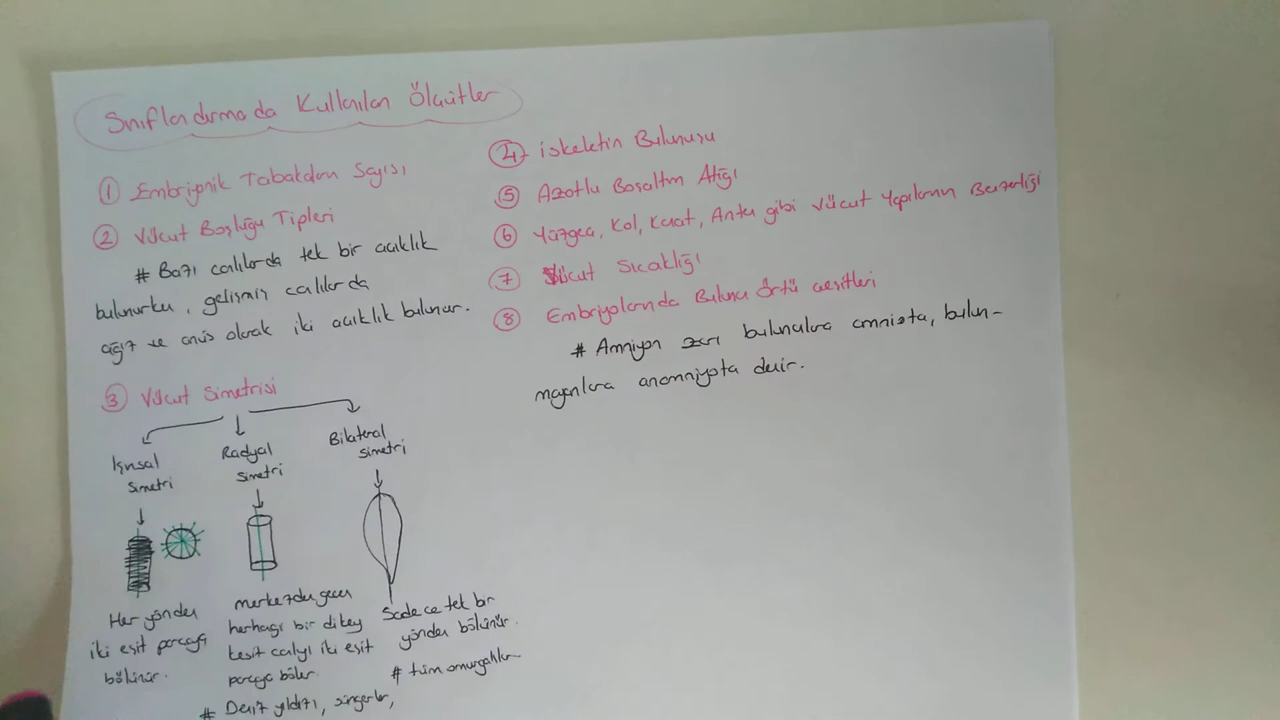 Sınıflandırmada Kullanılan Ölçütler
① Embriyonik Tabakaların Sayısı
② Vücut Boşluğu Tipleri
# Bazı canlılarda tek bir açıklık
bulunurken, gelişmiş canlılarda
ağız ve anüs olarak iki açıklık bulunur.
③ Vücut Simetrisi
Işınsal
Simetri
Radyal
Simetri
Bilateral
Simetri
Her yönden
iki eşit parçaya
bölünür.
merkezden geçen
herhangi bir dikey
kesit canlıyı iki eşit
parçaya böler.
# Deniz yıldızı, süngerler,
Sadece tek bir
yönden bölünür.
# tüm omurgalılar
④ İskeletin Bulunuşu
⑤ Azotlu Boşaltım Atığı
⑥ Yüzgeç, Kol, Kanat, Anten gibi Vücut Yapılarının Benzerliği
⑦ Vücut Sıcaklığı
⑧ Embriyolarında Bulunan Örtü çeşitleri
# Amniyon zarı bulunanlara amniota, bulun-
mayanlara anamniyota denir.